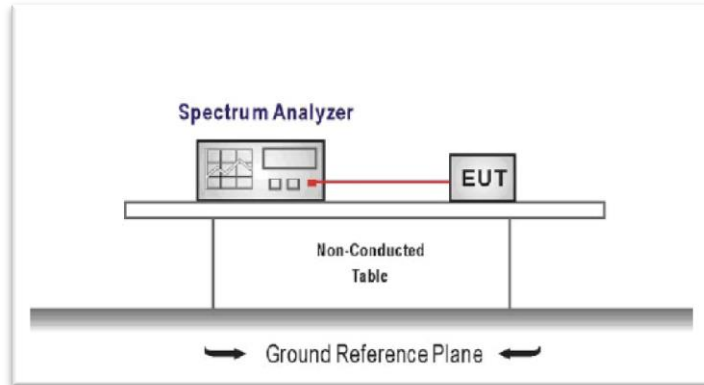 Spectrum Analyzer
EUT
Non-Conducted
Table
Ground Reference Plane